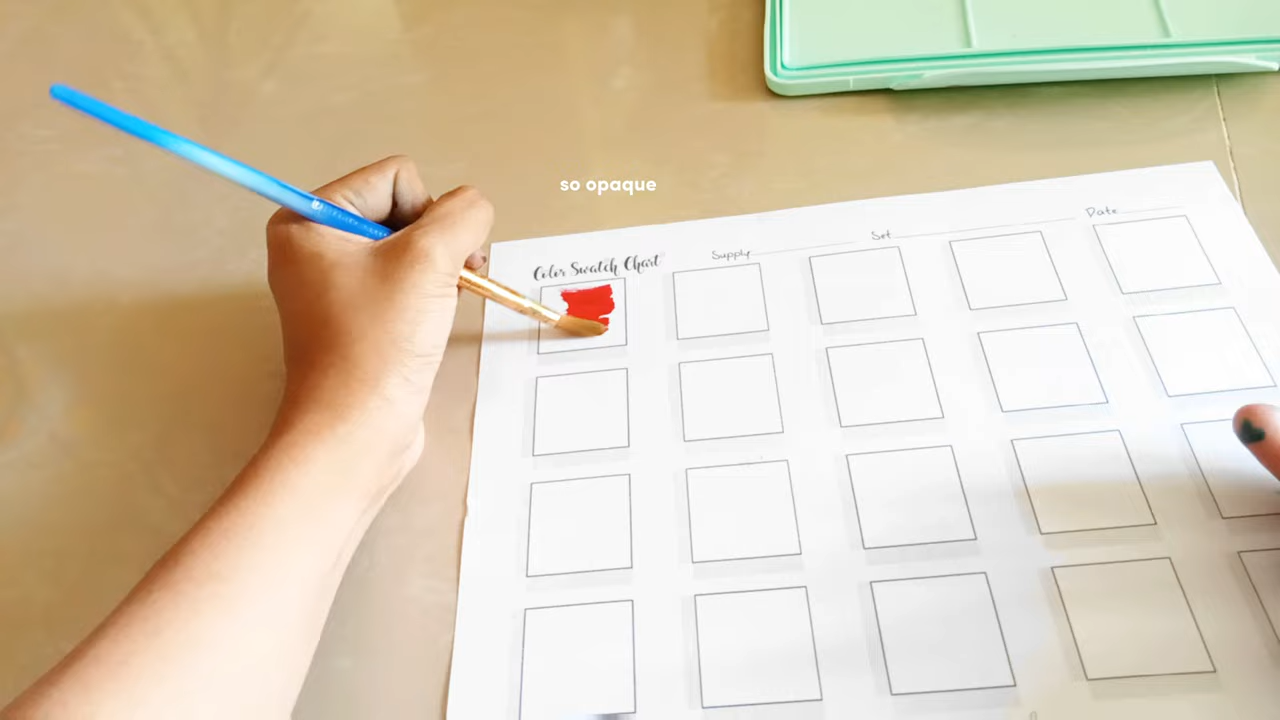 so opaque
Color Swatch Chart
Supply
Set
Date